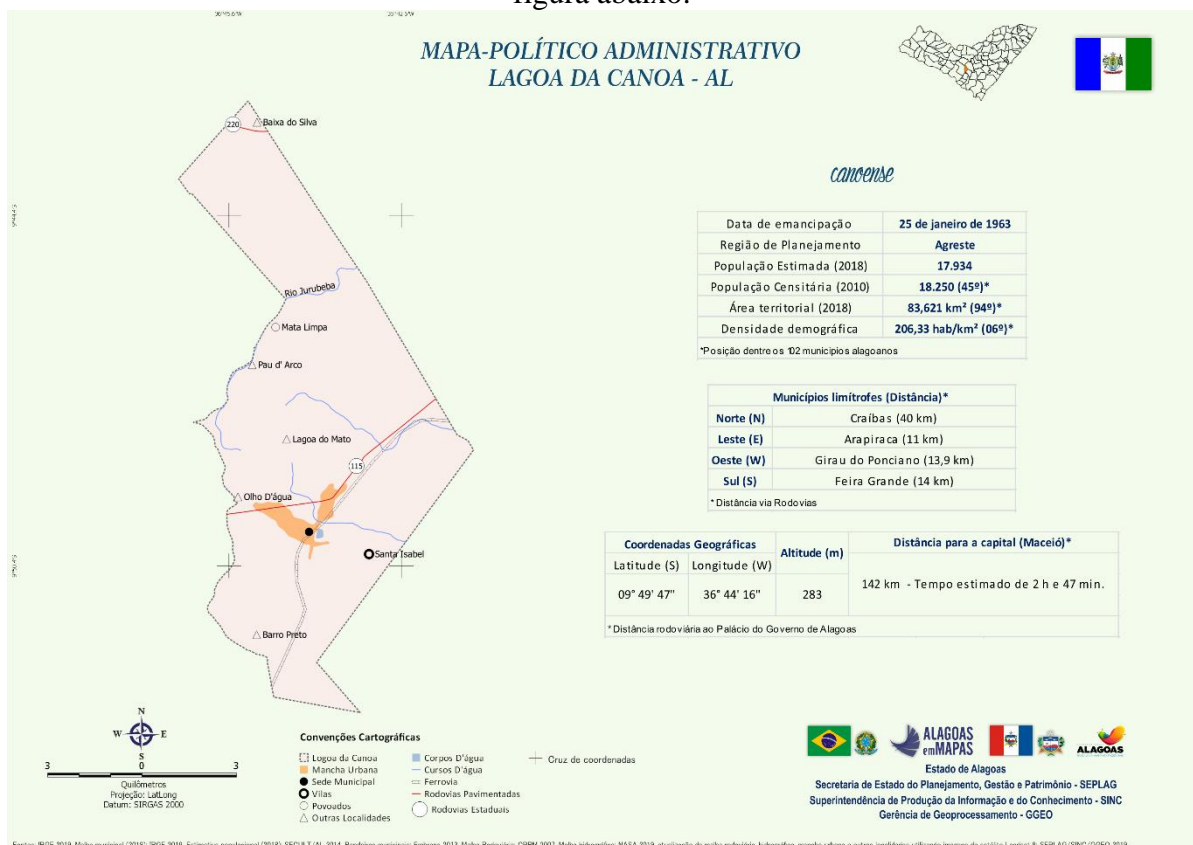 figura abaixo.
MAPA-POLÍTICO ADMINISTRATIVO
LAGOA DA CANOA - AL
220
Baixa do Silva
Rio Jurubeba
Mata Limpa
Pau d' Arco
Lagoa do Mato
115
Olho D'água
Santa Isabel
Barro Preto
canoense
Data de emancipação 25 de janeiro de 1963
Região de Planejamento Agreste
População Estimada (2018) 17.934
População Censitária (2010) 18.250 (45º)*
Área territorial (2018) 83,621 km² (94º)*
Densidade demográfica 206,33 hab/km² (06º)*
*Posição dentre os 102 municipios alagoanos
Municípios limítrofes (Distância)*
Norte (N) Craíbas (40 km)
Leste (E) Arapiraca (11 km)
Oeste (W) Girau do Ponciano (13,9 km)
Sul (S) Feira Grande (14 km)
* Distância via Rodovias
Coordenadas Geográficas Altitude (m) Distância para a capital (Maceió)*
Latitude (S) Longitude (W)
09° 49' 47" 36° 44' 16" 283 142 km - Tempo estimado de 2 h e 47 min.
* Distância rodoviária ao Palácio do Governo de Alagoas
N
W E
S
3 0 3
Quilômetros
Projeção: LatLong
Datum: SIRGAS 2000
Convenções Cartográficas
Lagoa da Canoa
Mancha Urbana
Sede Municipal
Vilas
Povoados
Outras Localidades
Corpos D'água
Cursos D'água
Ferrovia
Rodovias Pavimentadas
Rodovias Estaduais
Cruz de coordenadas
ALAGOAS
emMAPAS
ALAGOAS
Estado de Alagoas
Secretaria de Estado do Planejamento, Gestão e Patrimônio - SEPLAG
Superintendência de Produção da Informação e do Conhecimento - SINC
Gerência de Geoprocessamento - GGEO